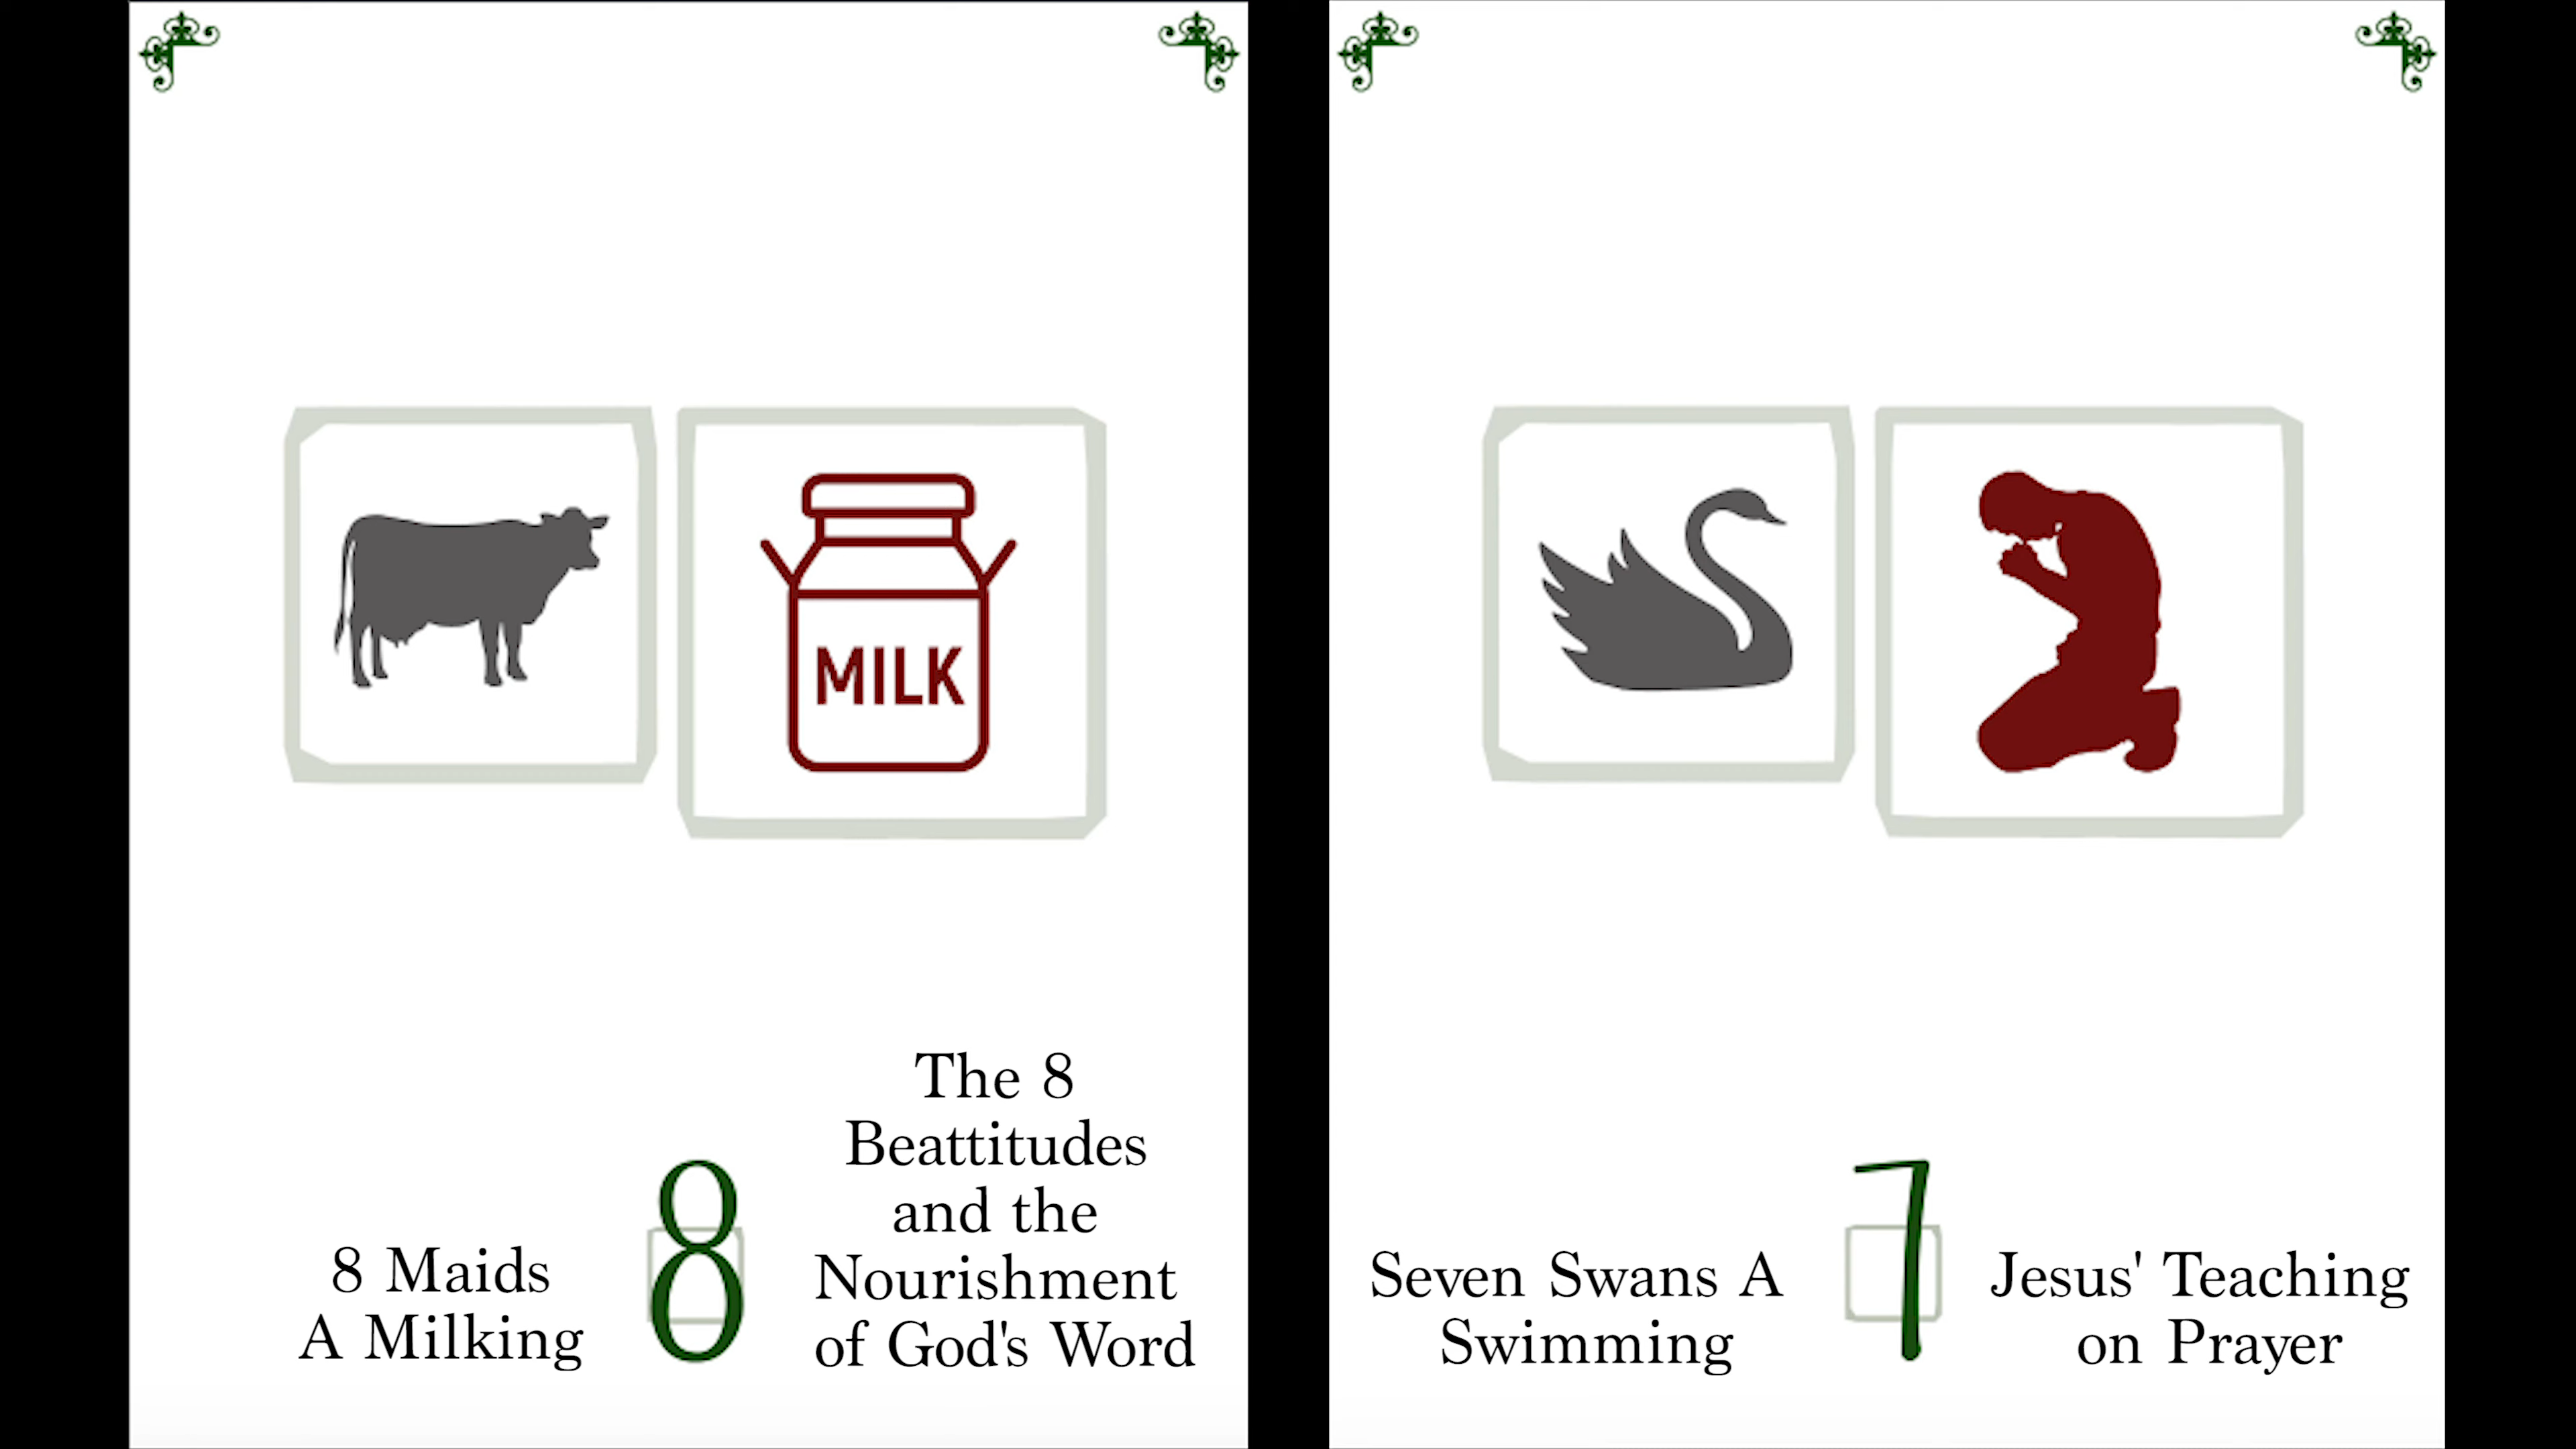 MILK
8 Maids
A Milking
8
The 8
Beattitudes
and the
Nourishment
of God's Word
Seven Swans A
Swimming
7
Jesus' Teaching
on Prayer